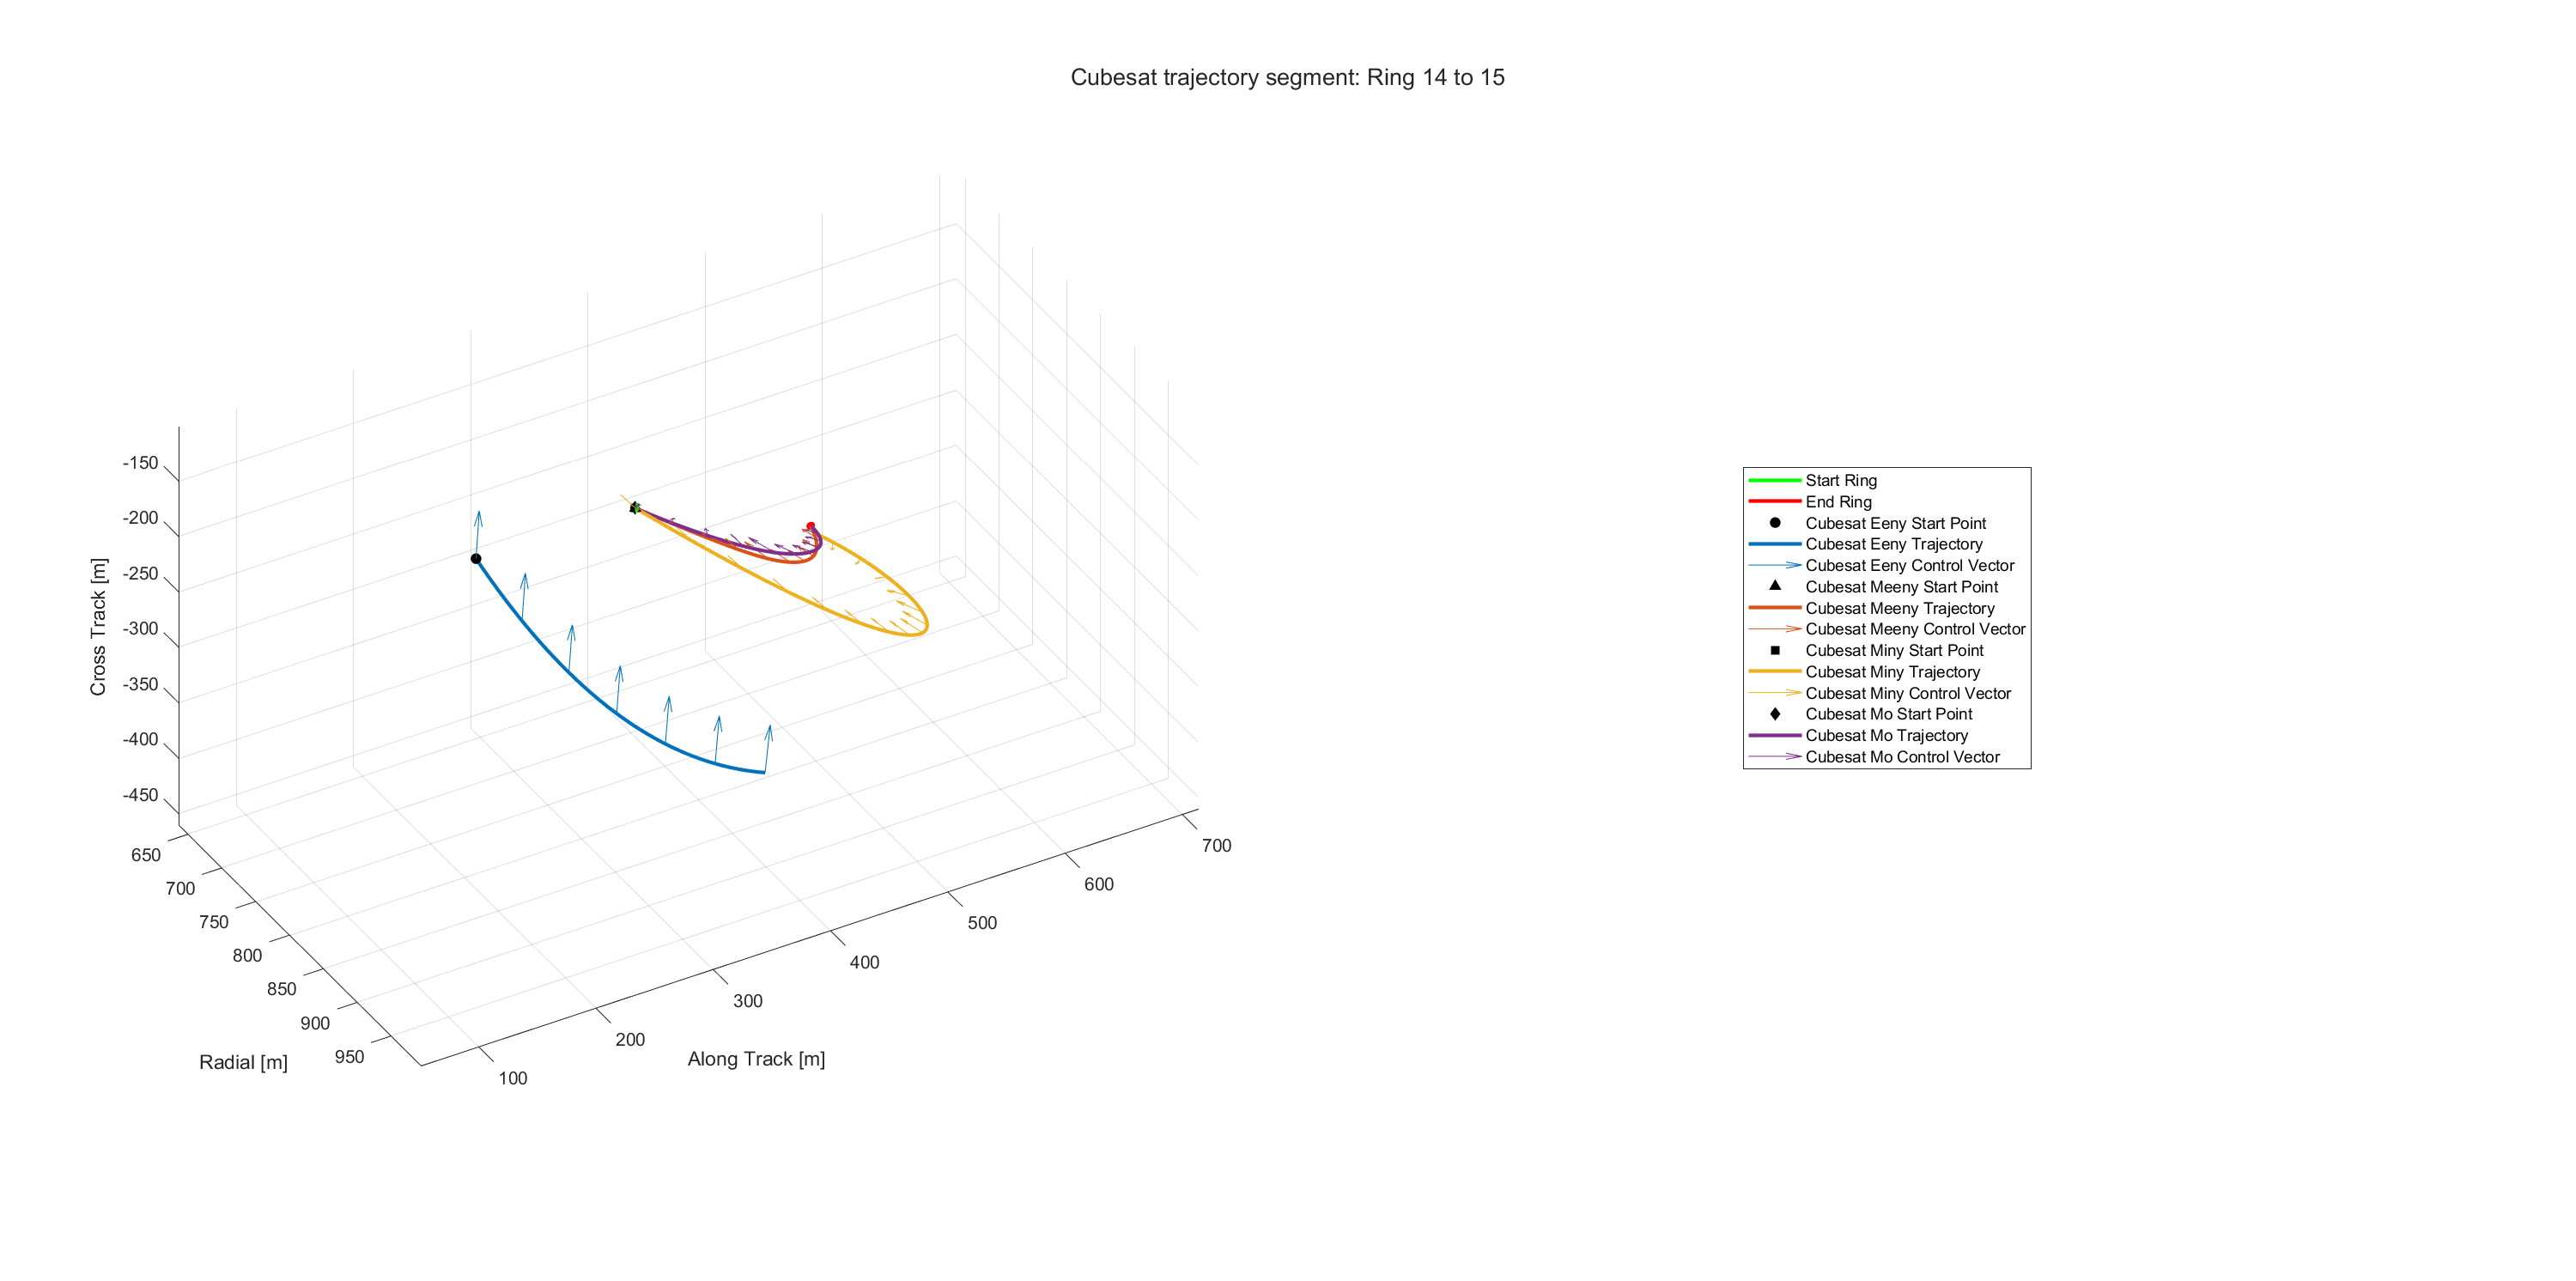 Cubesat trajectory segment: Ring 14 to 15
-150
-200
-250
-300
-350
-400
-450
Cross Track [m]
650
700
750
800
850
900
950
Radial [m]
100
200
300
400
500
600
700
Along Track [m]
Start Ring
End Ring
Cubesat Eeny Start Point
Cubesat Eeny Trajectory
Cubesat Eeny Control Vector
Cubesat Meeny Start Point
Cubesat Meeny Trajectory
Cubesat Meeny Control Vector
Cubesat Miny Start Point
Cubesat Miny Trajectory
Cubesat Miny Control Vector
Cubesat Mo Start Point
Cubesat Mo Trajectory
Cubesat Mo Control Vector